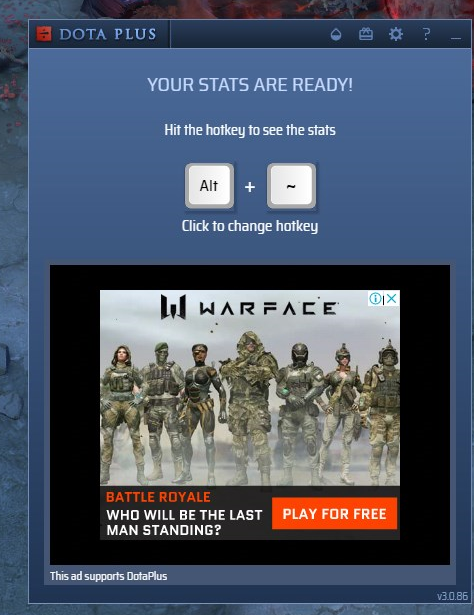 DOTA PLUS
?
YOUR STATS ARE READY!
Hit the hotkey to see the stats
Alt + ~
Click to change hotkey
WARFACE
BATTLE ROYALE
WHO WILL BE THE LAST
MAN STANDING?
PLAY FOR FREE
This ad supports DotaPlus
v3.0.86